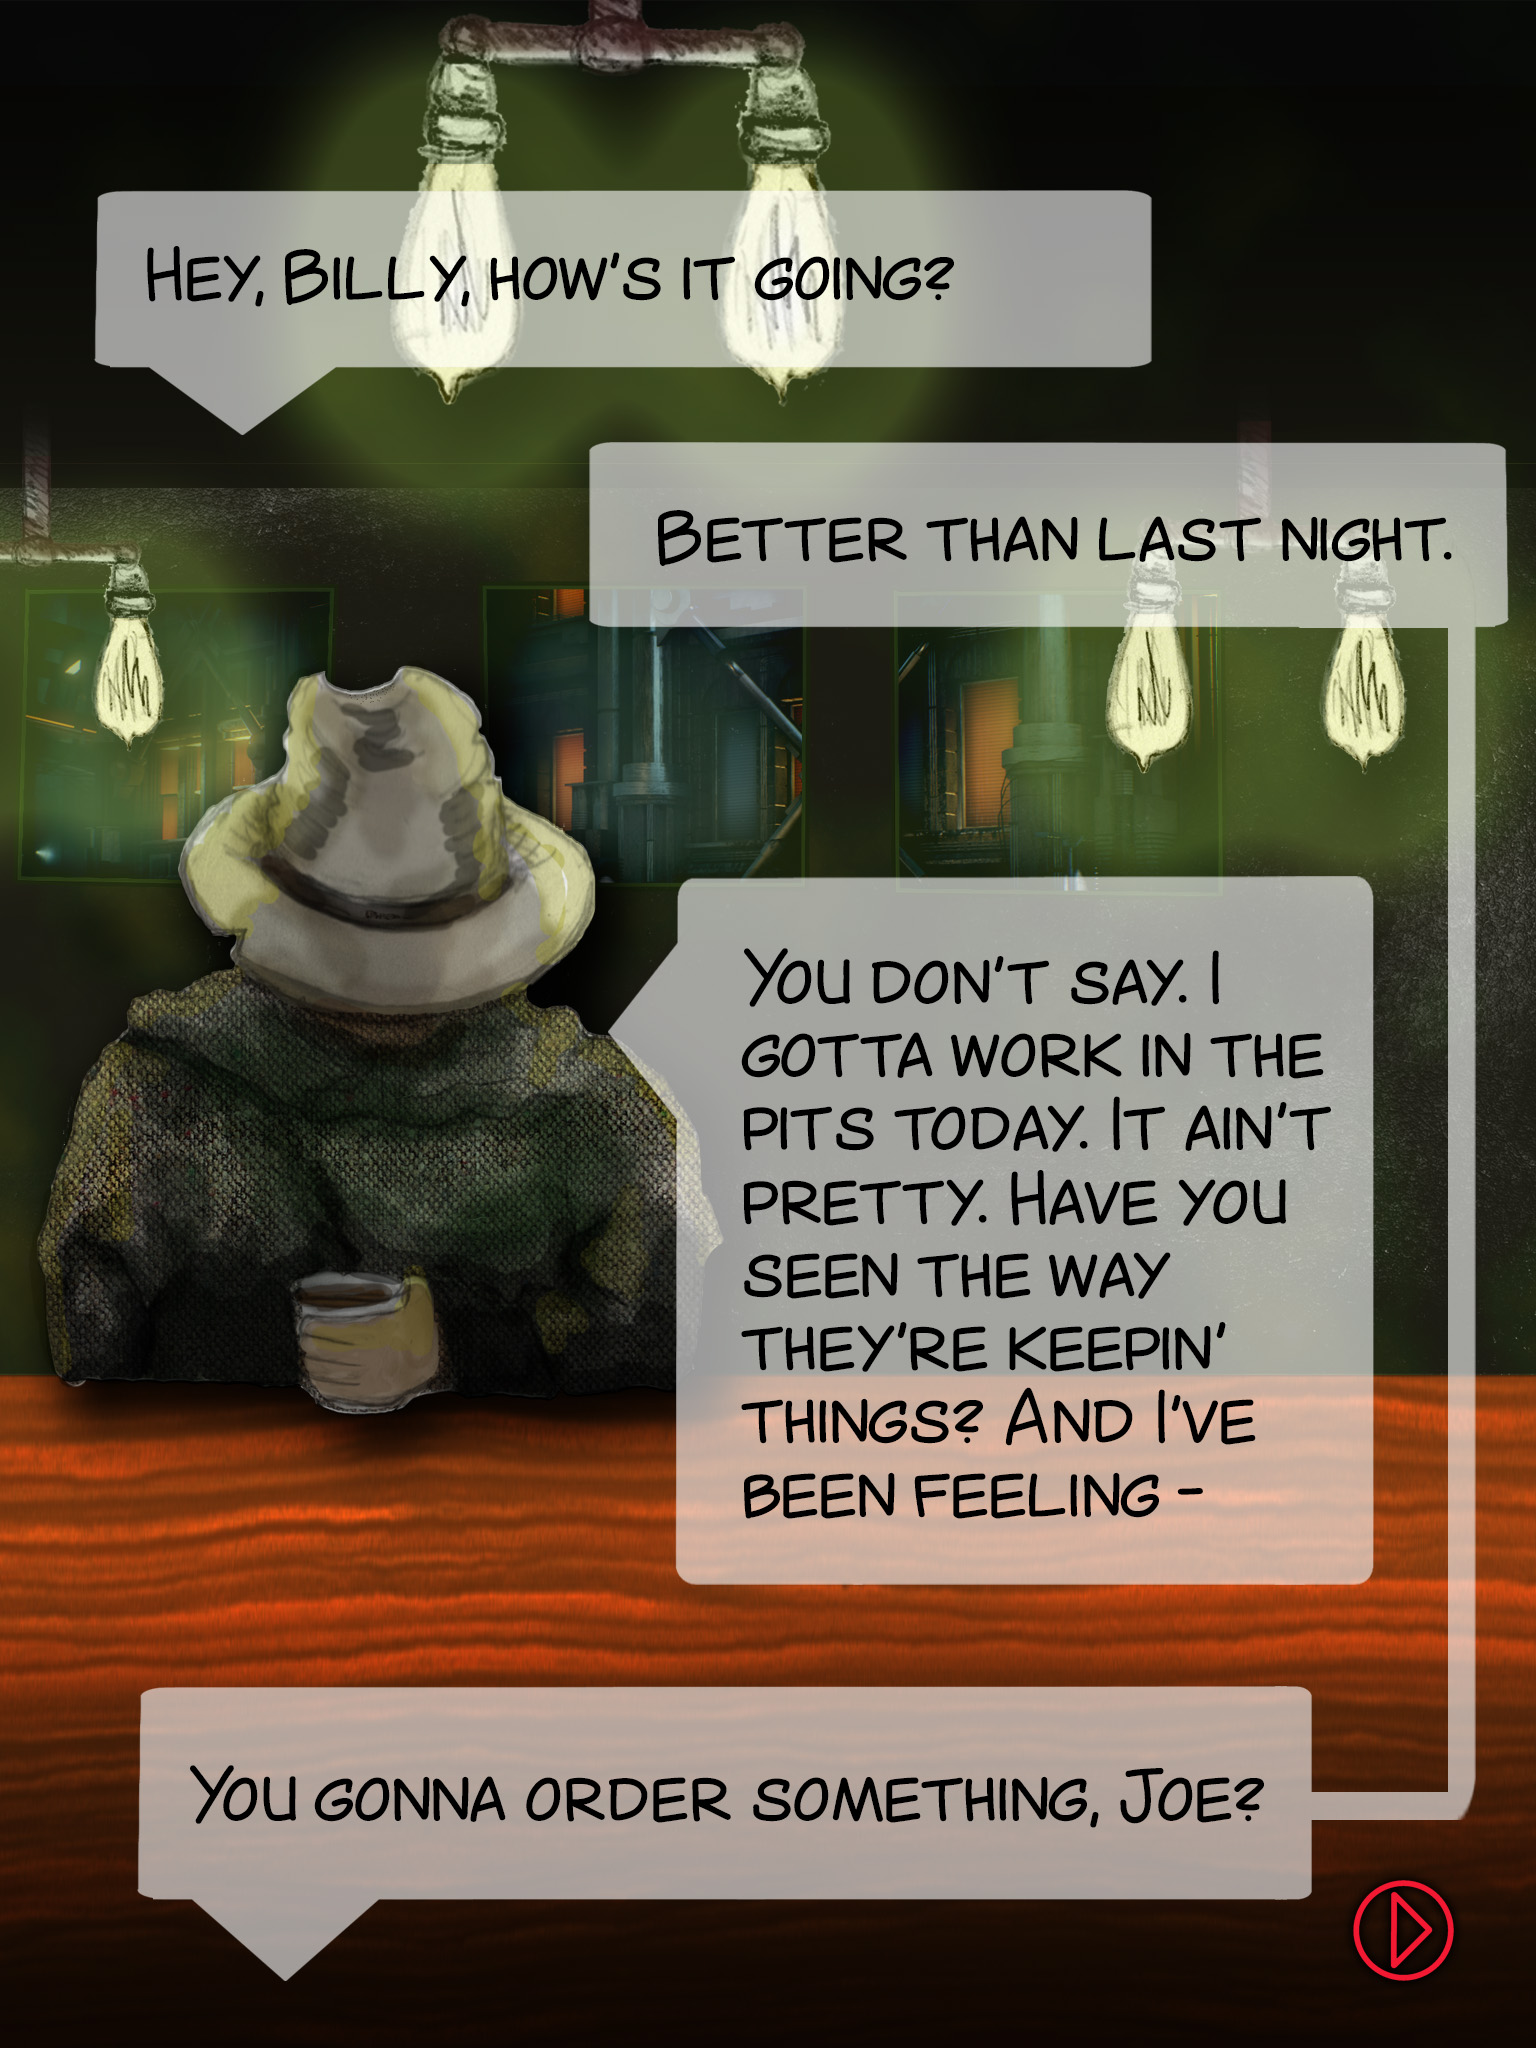 Hey, Billy, how's it going?
Better than last night.
You don't say. I
gotta work in the
pits today. It ain't
pretty. Have you
seen the way
they're keepin'
things? And I've
been feeling -
You gonna order something, Joe?